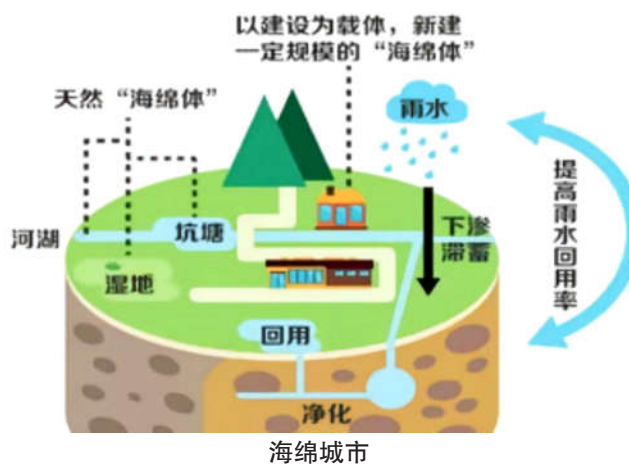 以建设为载体，新建
一定规模的“海绵体”
天然“海绵体”
雨水
河湖
坑塘
下渗
滞蓄
湿地
回用
净化
提高雨水回用率
海绵城市